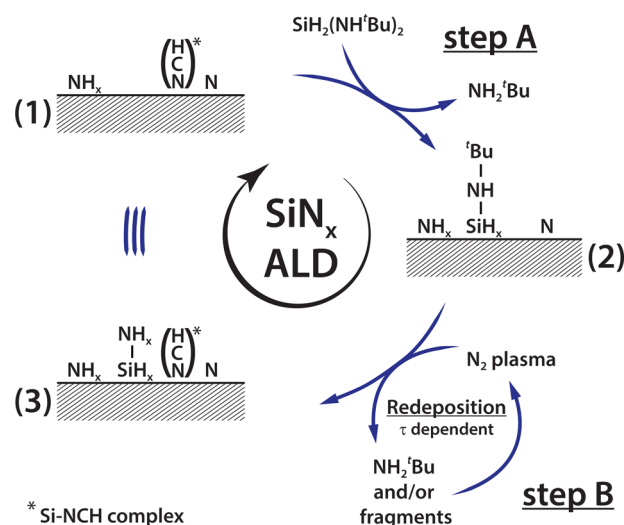 SiH₂(NHᵗBu)₂
step A
(H
C
N)*
NHₓ
N
(1)
NH₂ᵗBu
ᵗBu
NH
NHₓ
SiHₓ
N
(2)
SiNₓ
ALD
NHₓ
(H
C
N)*
NHₓ
SiHₓ
N
(3)
N₂ plasma
Redeposition
τ dependent
NH₂ᵗBu
and/or
fragments
step B
* Si-NCH complex